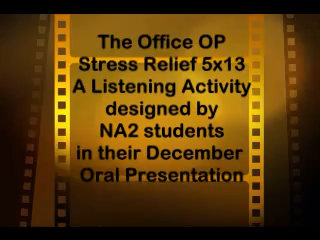 The Office OP
Stress Relief 5x13
A Listening Activity
designed by
NA2 students
in their December
Oral Presentation